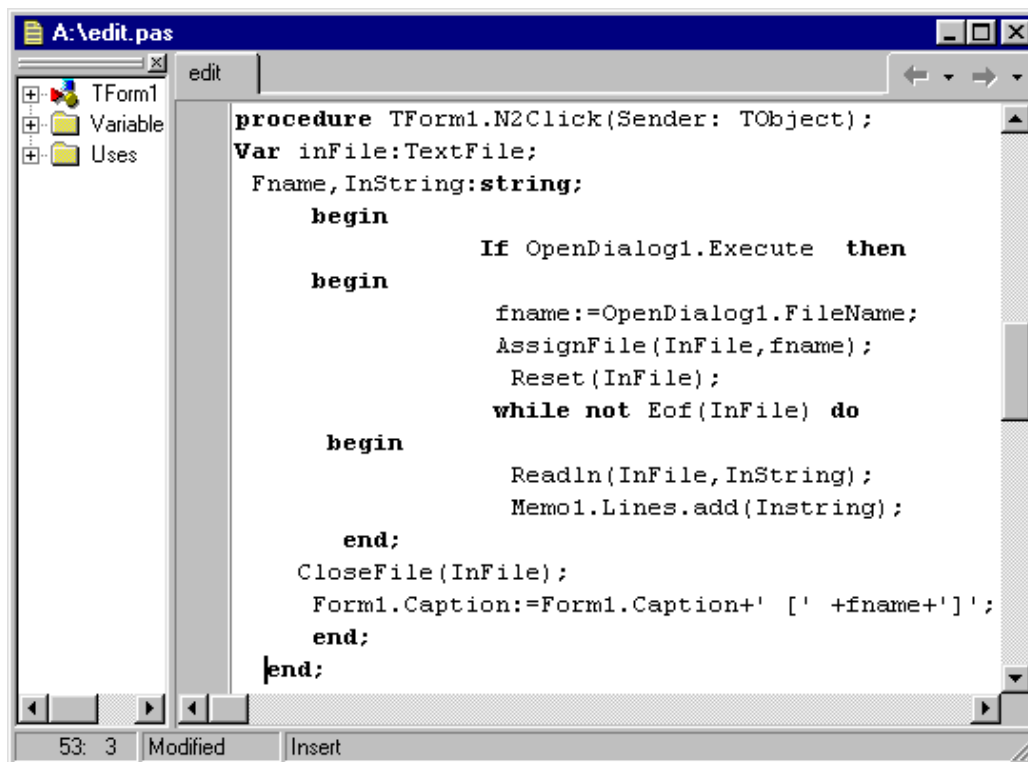 A:\edit.pas
edit
TForm1
Variable
Uses
procedure TForm1.N2Click(Sender: TObject);
Var inFile:TextFile;
Fname,InString:string;
begin
If OpenDialog1.Execute then
begin
fname:=OpenDialog1.FileName;
AssignFile(InFile,fname);
Reset(InFile);
while not Eof(InFile) do
begin
Readln(InFile,InString);
Memo1.Lines.add(Instring);
end;
CloseFile(InFile);
Form1.Caption:=Form1.Caption+' [' +fname+']';
end;
end;
53: 3 Modified Insert